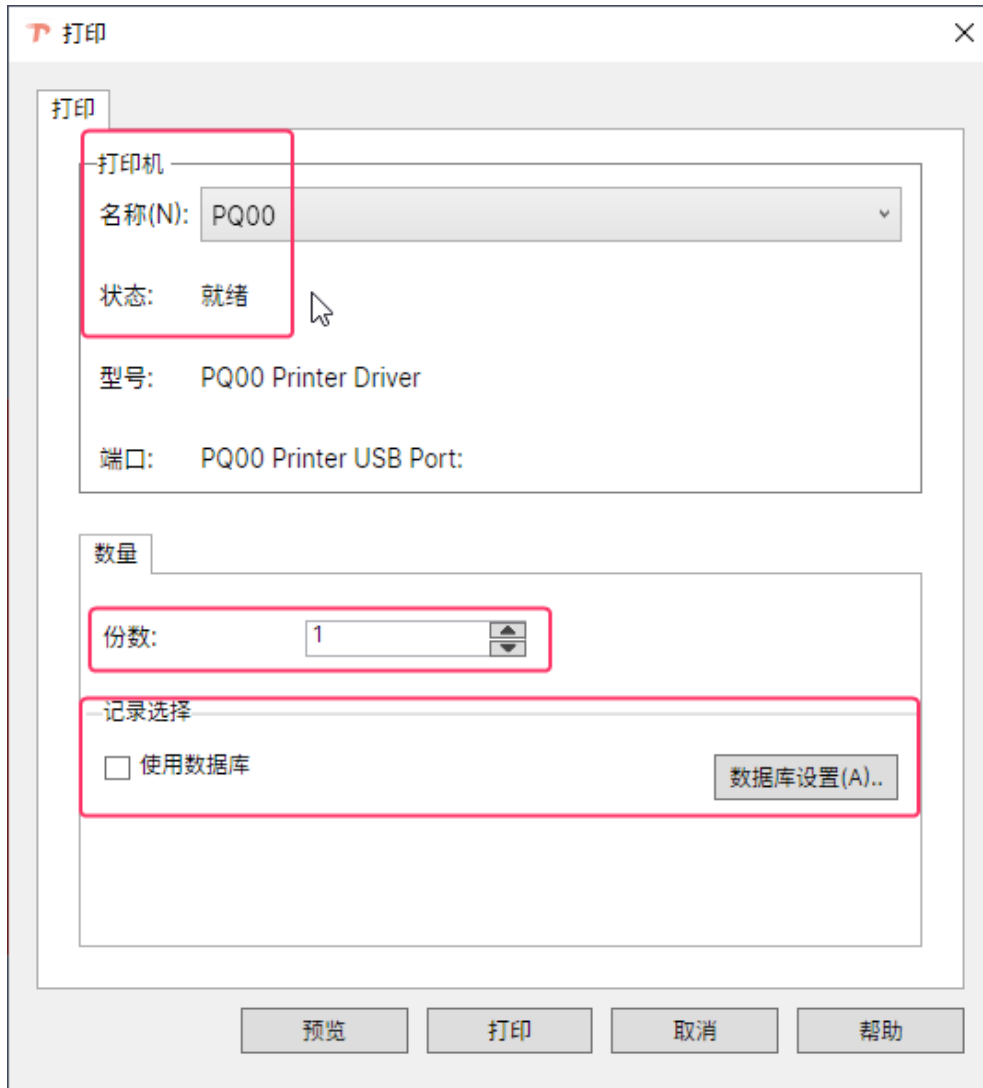 打印
打印
打印机
名称(N): PQ00
状态: 就绪
型号: PQ00 Printer Driver
端口: PQ00 Printer USB Port:
数量
份数: 1
记录选择
使用数据库 数据库设置(A)..
预览 打印 取消 帮助